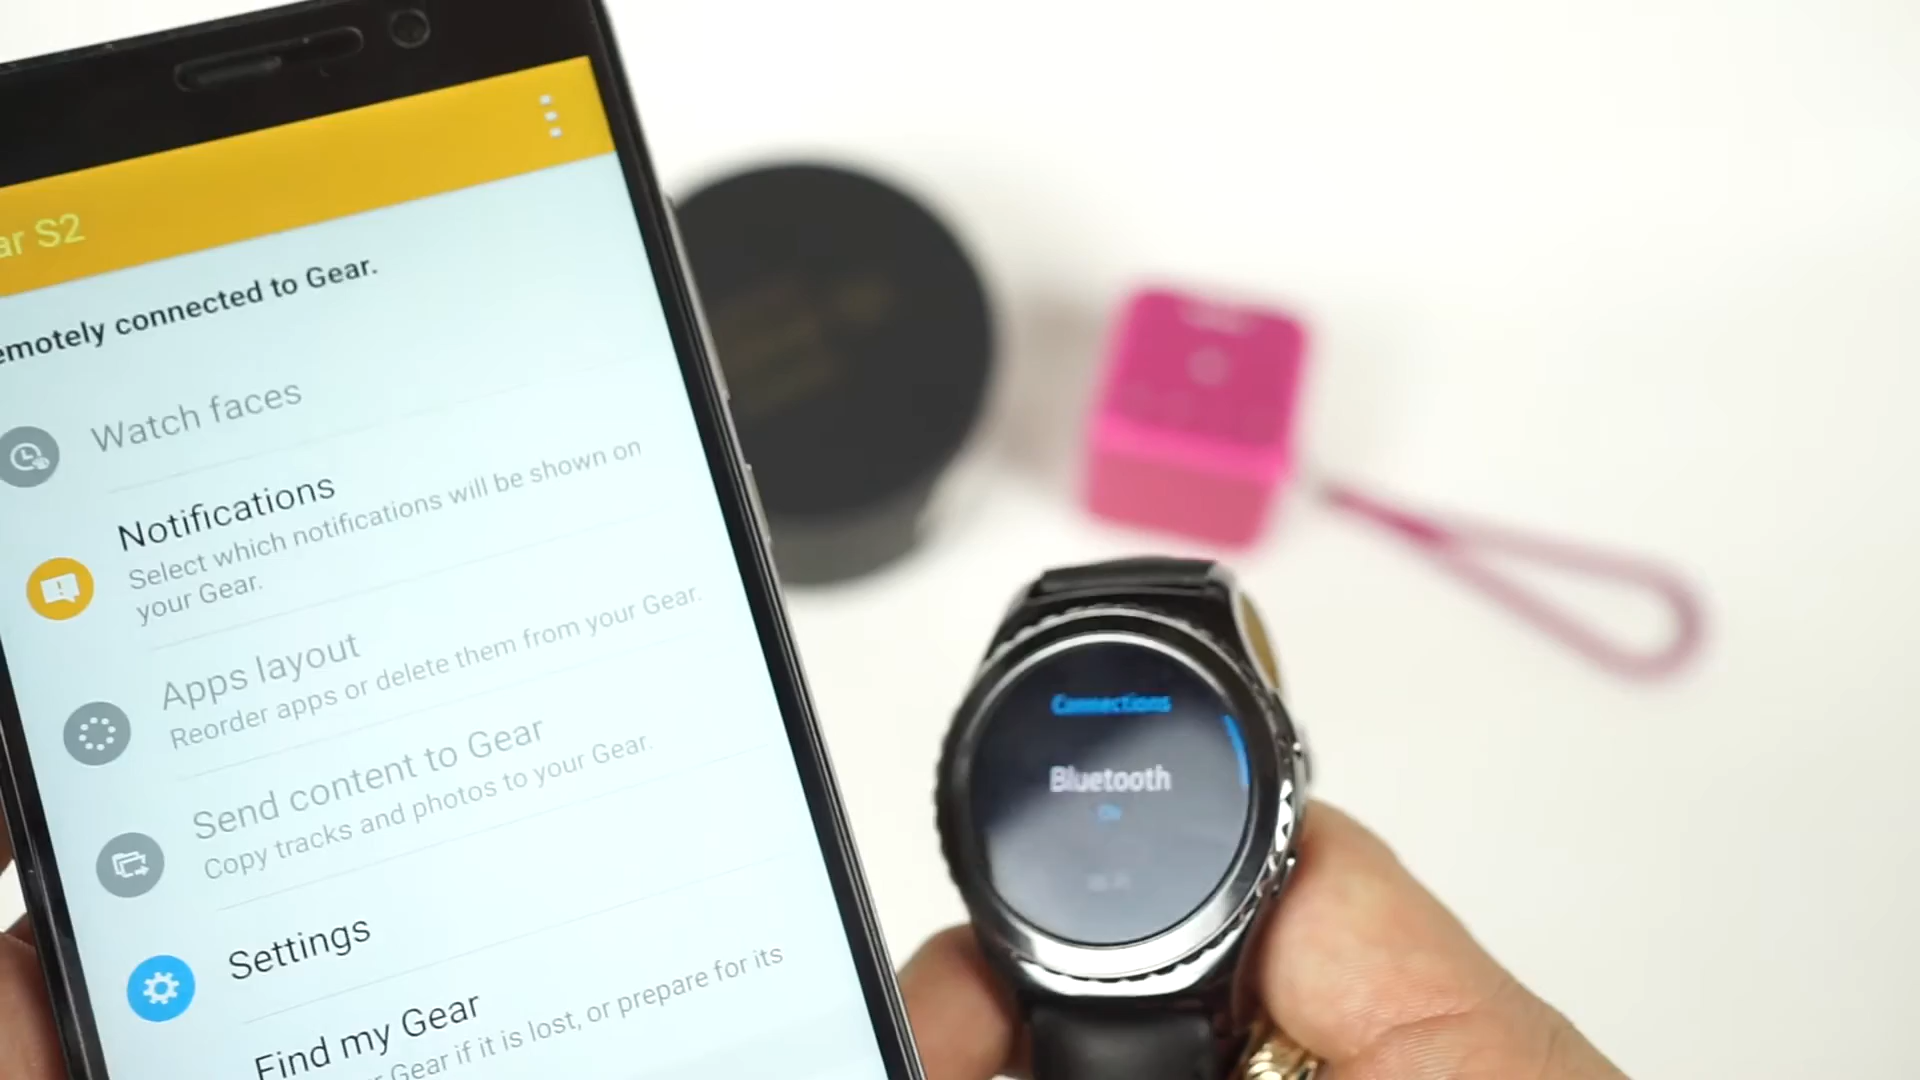 ar S2
emotely connected to Gear.
Watch faces
Notifications
Select which notifications will be shown on
your Gear.
Apps layout
Reorder apps or delete them from your Gear.
Send content to Gear
Copy tracks and photos to your Gear.
Settings
Find my Gear
Gear if it is lost, or prepare for its
Connections
Bluetooth
On